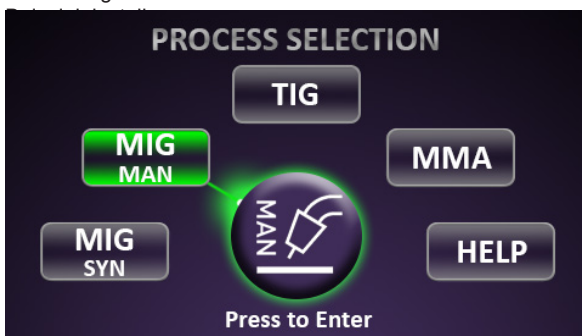 PROCESS SELECTION
TIG
MIG
MAN
MMA
MIG
SYN
MAN
HELP
Press to Enter